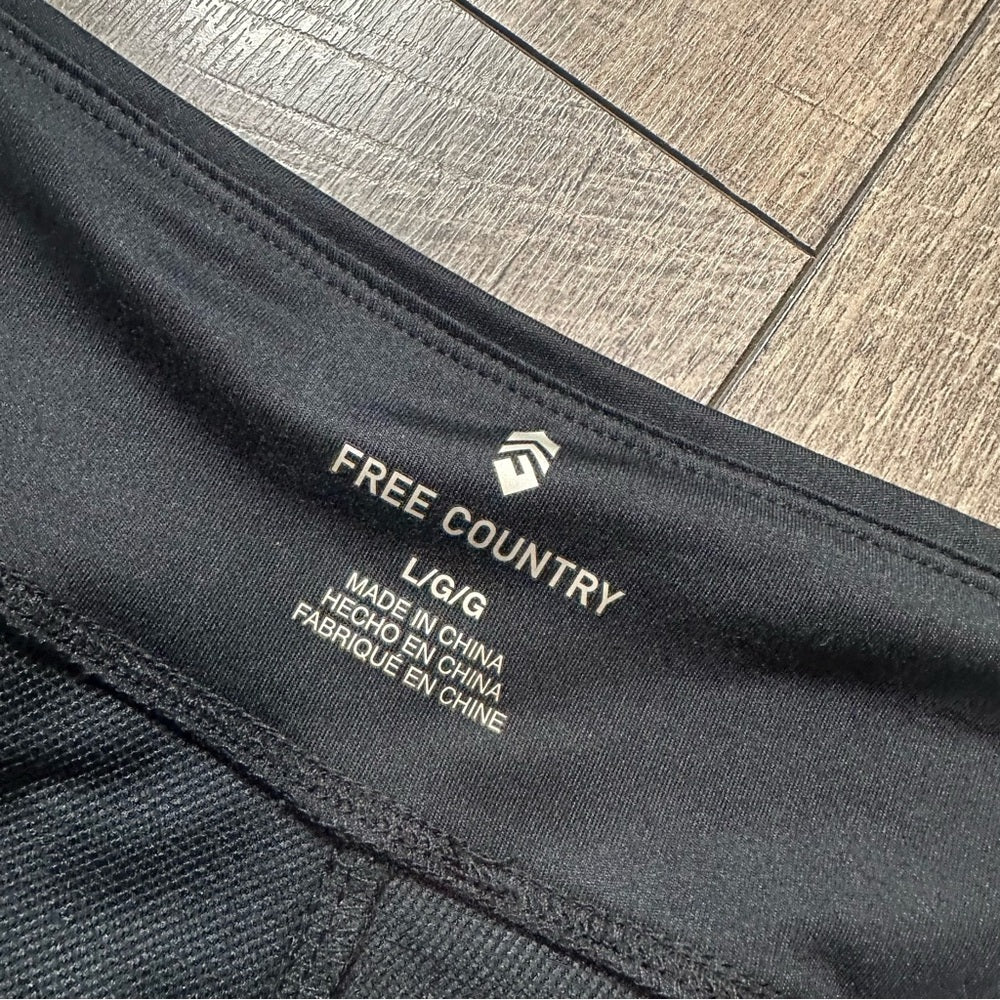 FREE COUNTRY
L/G/G
MADE IN CHINA
HECHO EN CHINA
FABRIQUÉ EN CHINE